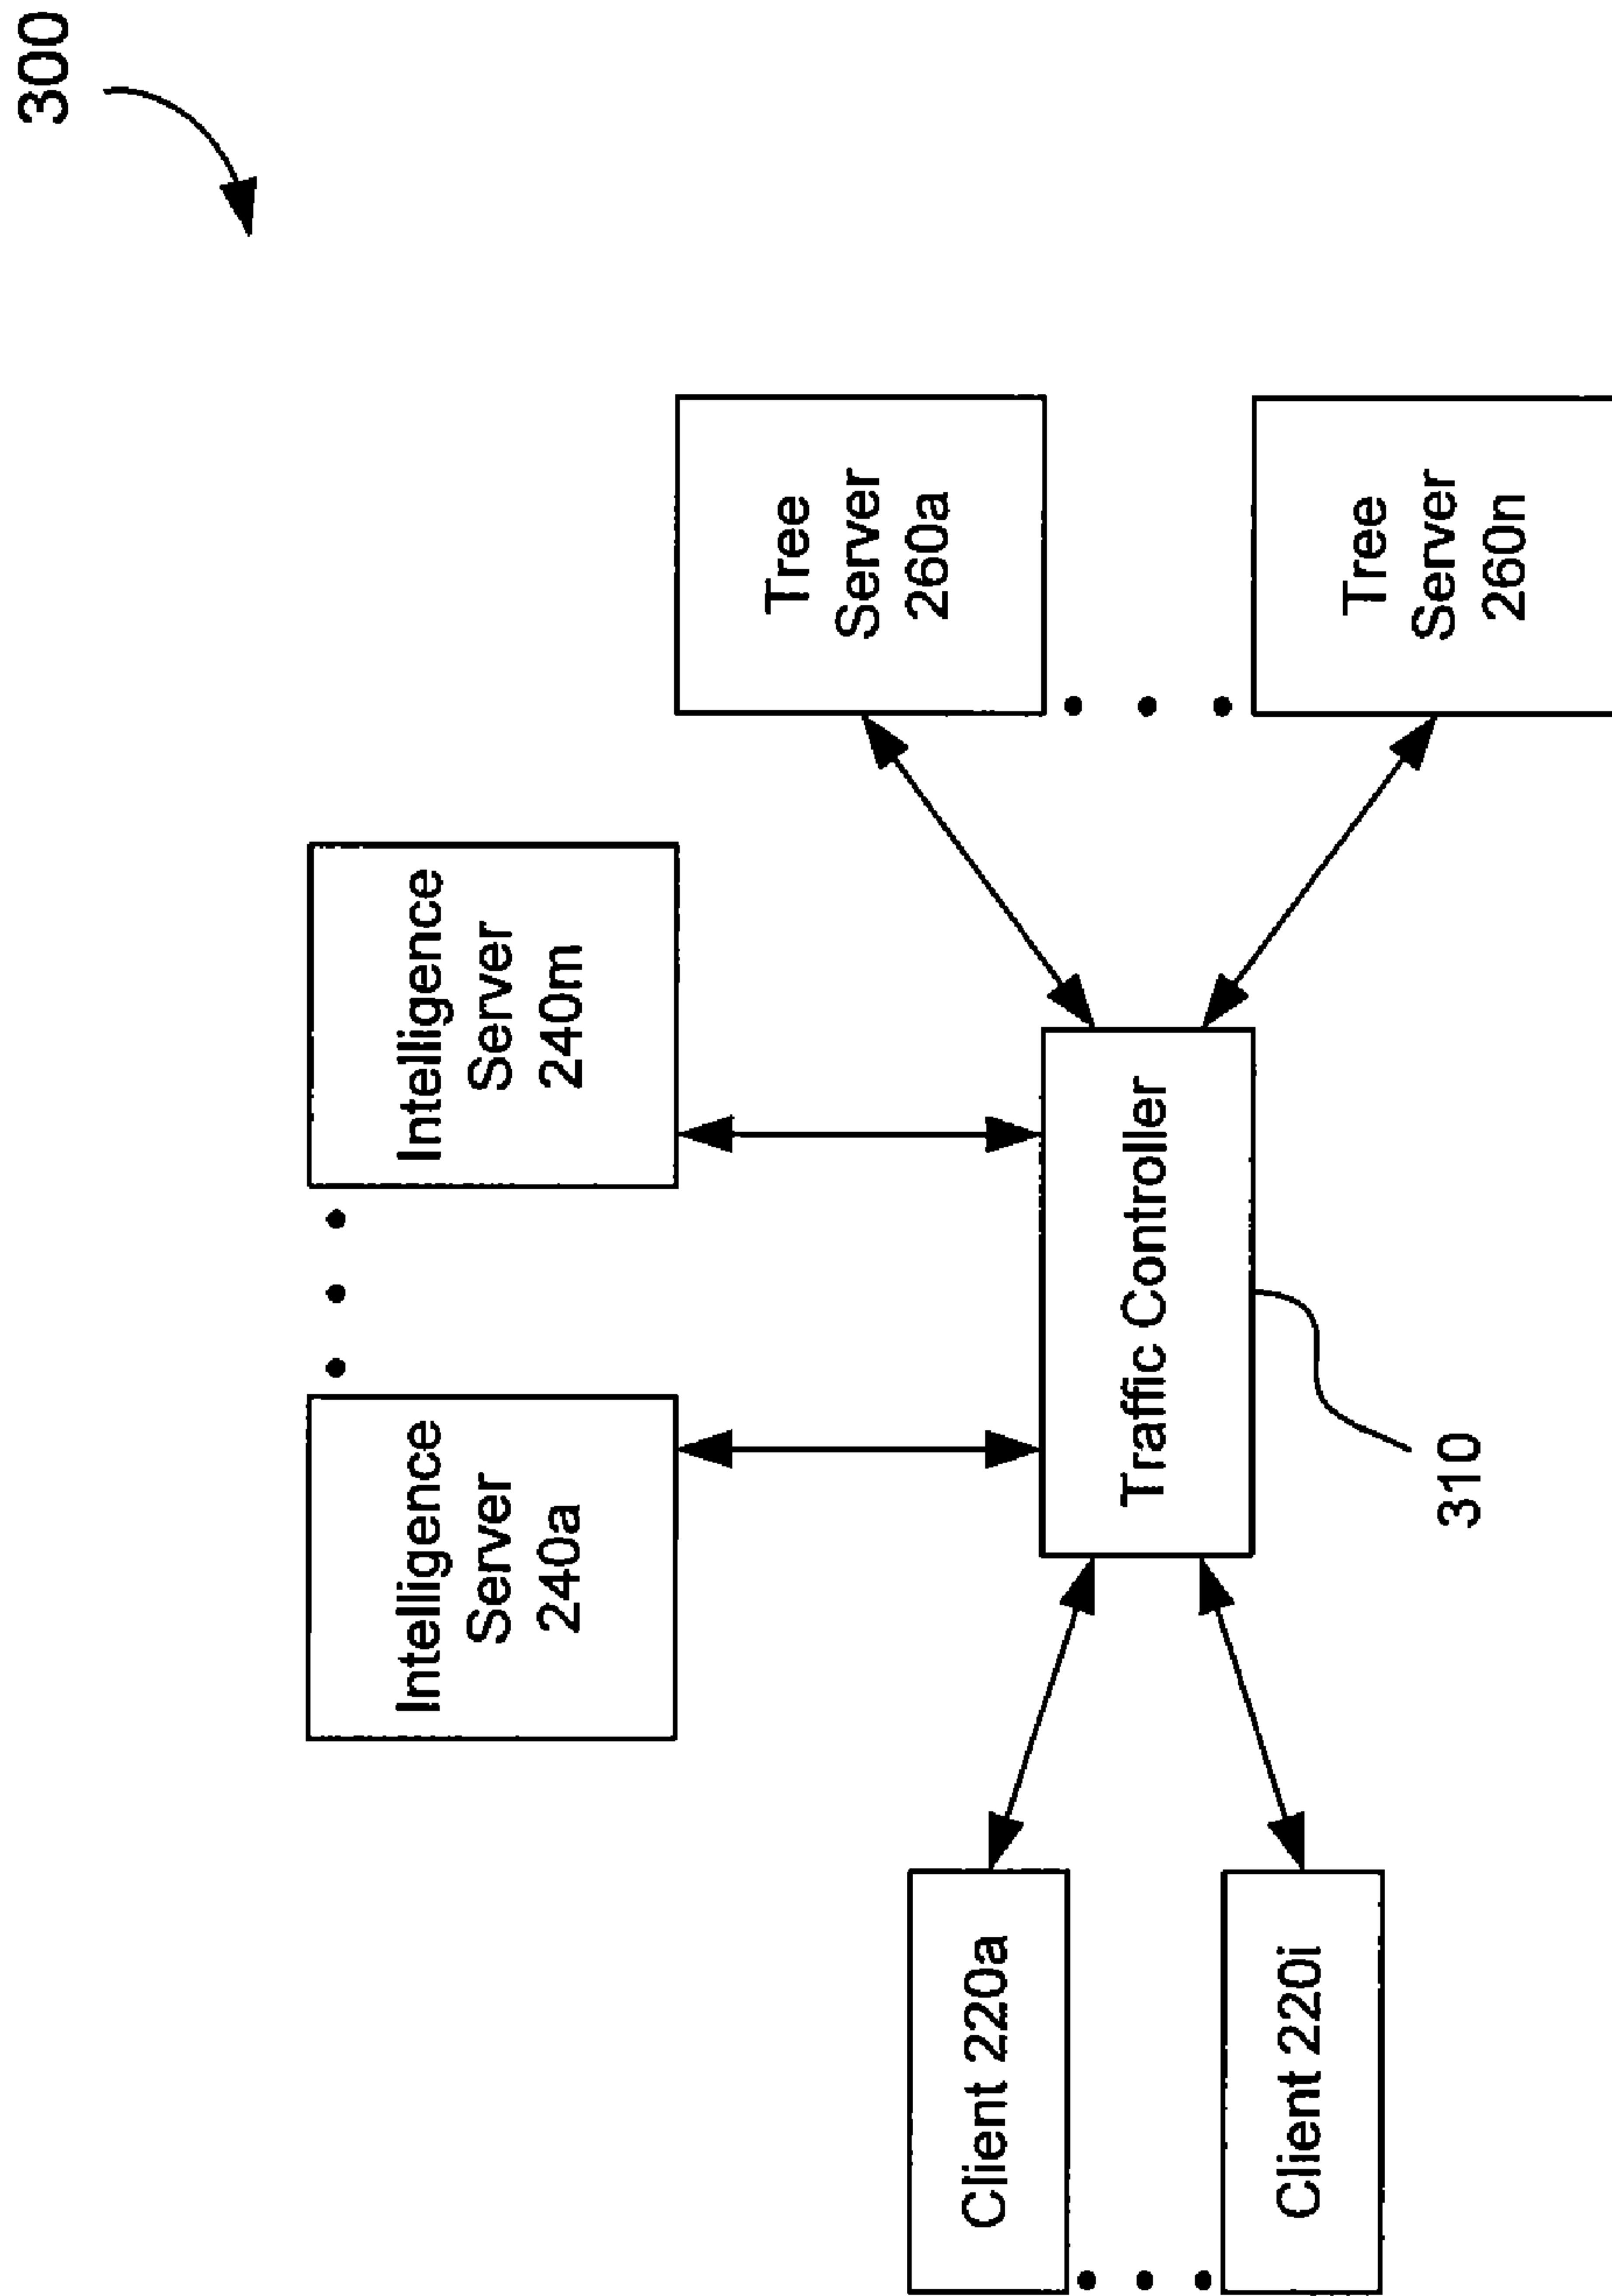 300
Intelligence
Server
240a
Intelligence
Server
240m
Tree
Server
260a
Tree
Server
260n
Client 220a
Client 220i
Traffic Controller
310